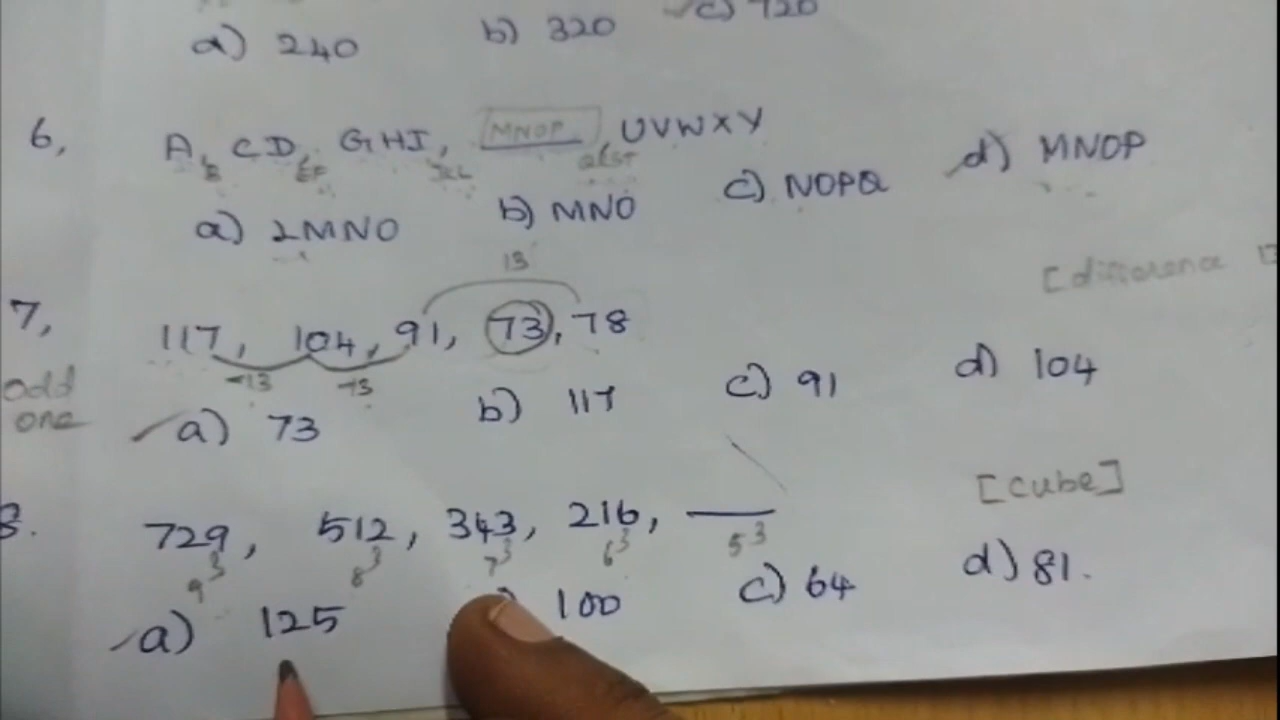 a) 240 b) 320 c) 720
6, A, CD, GHI, MNOP, UVWXY
B EF JKL QRST
a) LMNO b) MNO c) NOPQ d) MNOP
13 [difference
7, 117, 104, 91, 73, 78
-13 -13
odd one
a) 73 b) 117 c) 91 d) 104
[cube]
8. 729, 512, 343, 216, ____
9³ 8³ 7³ 6³ 5³
a) 125 100 c) 64 d) 81.